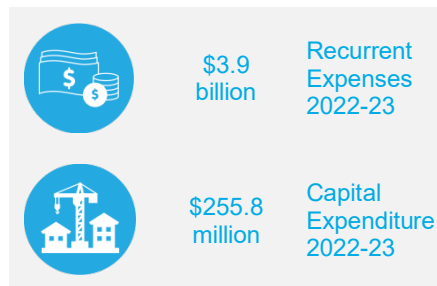 $
$
$3.9
billion
Recurrent
Expenses
2022-23
$255.8
million
Capital
Expenditure
2022-23